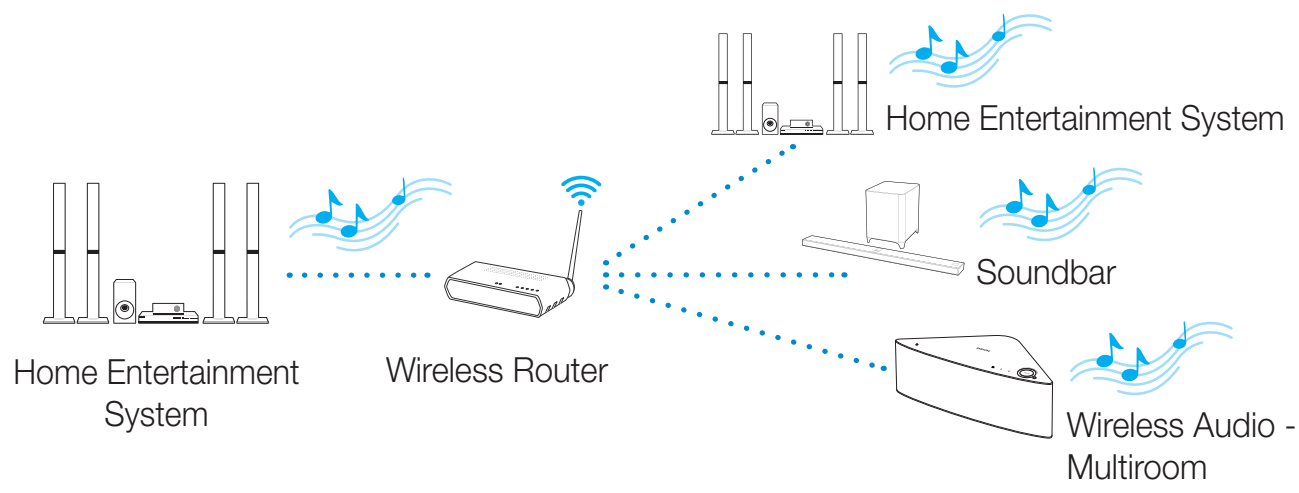 Home Entertainment System
Soundbar
Home Entertainment
System
Wireless Router
Wireless Audio -
Multiroom